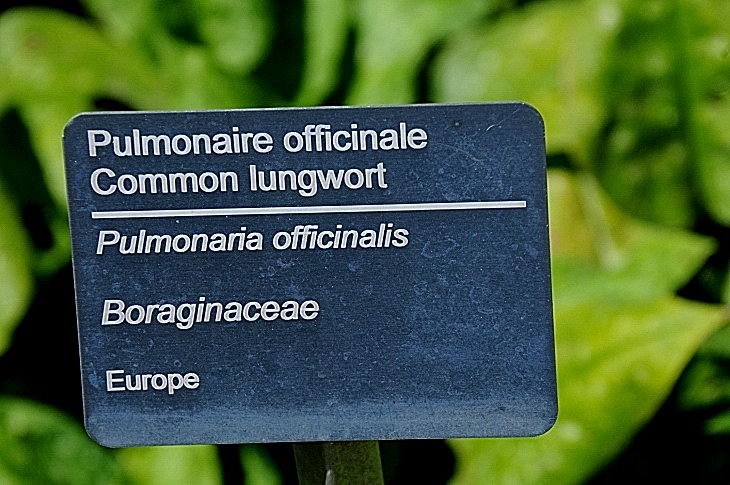 Pulmonaire officinale
Common lungwort
Pulmonaria officinalis
Boraginaceae
Europe